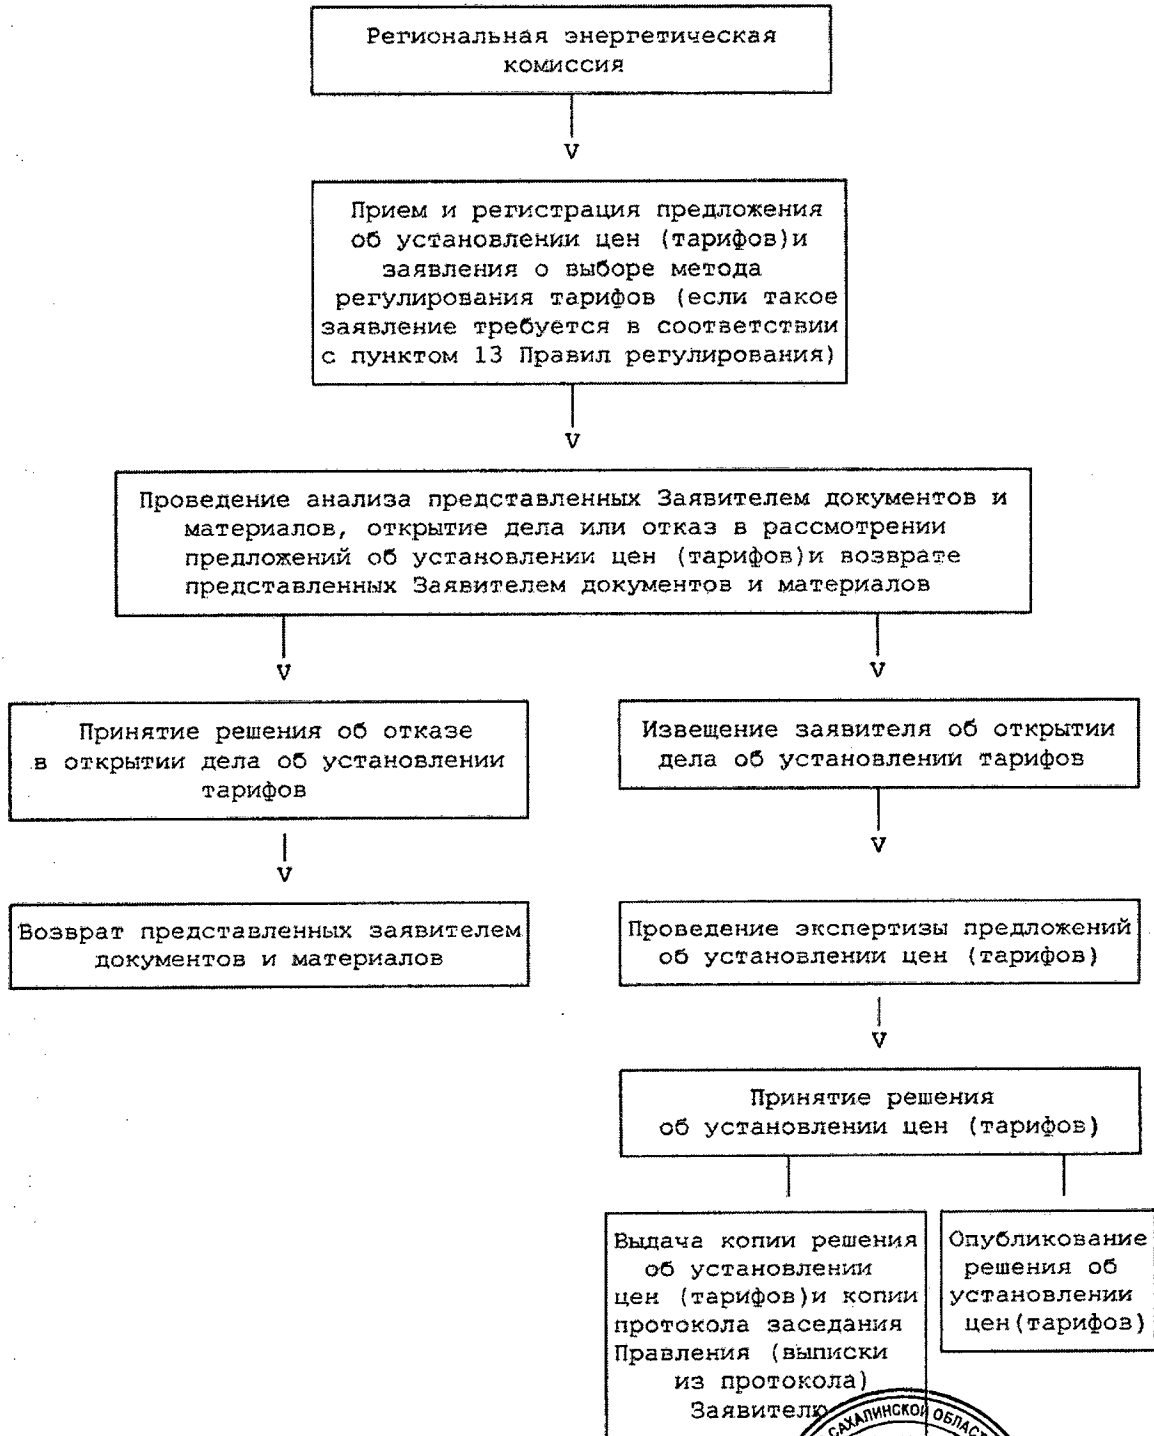 Региональная энергетическая
комиссия
V
Прием и регистрация предложения
об установлении цен (тарифов)и
заявления о выборе метода
регулирования тарифов (если такое
заявление требуется в соответствии
с пунктом 13 Правил регулирования)
V
Проведение анализа представленных Заявителем документов и
материалов, открытие дела или отказ в рассмотрении
предложений об установлении цен (тарифов)и возврате
представленных Заявителем документов и материалов
V
V
Принятие решения об отказе
в открытии дела об установлении
тарифов
V
Возврат представленных заявителем
документов и материалов
Извещение заявителя об открытии
дела об установлении тарифов
V
Проведение экспертизы предложений
об установлении цен (тарифов)
V
Принятие решения
об установлении цен (тарифов)
Выдача копии решения
об установлении
цен (тарифов)и копии
протокола заседания
Правления (выписки
из протокола)
Заявителю
Опубликование
решения об
установлении
цен(тарифов)
САХАЛИНСКОЙ